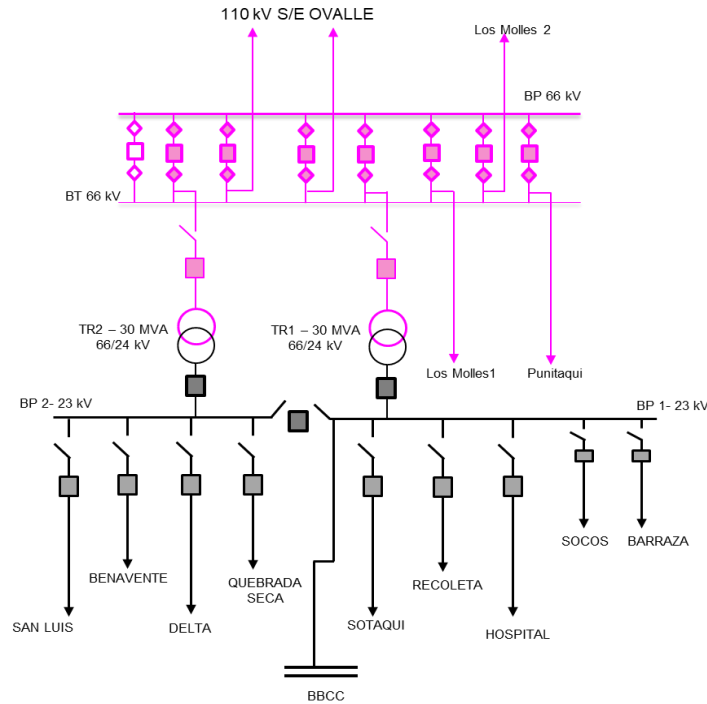 110 kV S/E OVALLE
Los Molles 2
BP 66 kV
BT 66 kV
TR2 – 30 MVA
66/24 kV
TR1 – 30 MVA
66/24 kV
Los Molles1
Punitaqui
BP 2- 23 kV
BP 1- 23 kV
SOCOS
BARRAZA
BENAVENTE
QUEBRADA
SECA
RECOLETA
SAN LUIS
DELTA
SOTAQUI
HOSPITAL
BBCC